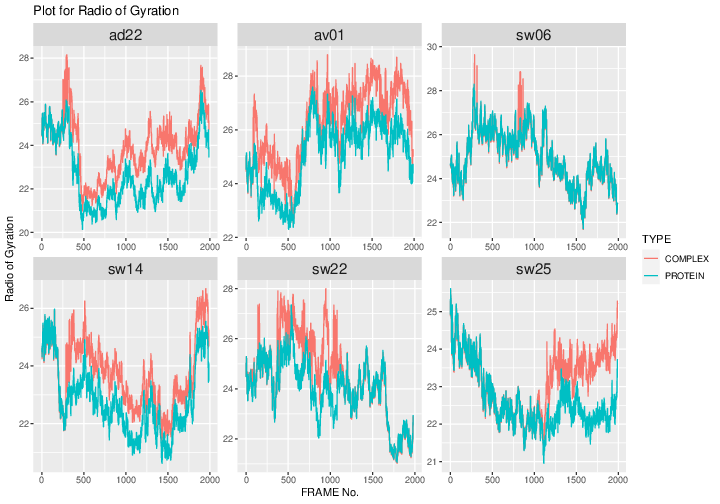 Plot for Radio of Gyration
ad22
av01
sw06
28
26
24
22
20
28
26
24
22
30
28
26
24
22
0 500 1000 1500 2000
0 500 1000 1500 2000
0 500 1000 1500 2000
Radio of Gyration
TYPE
COMPLEX
PROTEIN
sw14
sw22
sw25
26
24
22
28
26
24
22
25
24
23
22
21
0 500 1000 1500 2000
0 500 1000 1500 2000
0 500 1000 1500 2000
FRAME No.